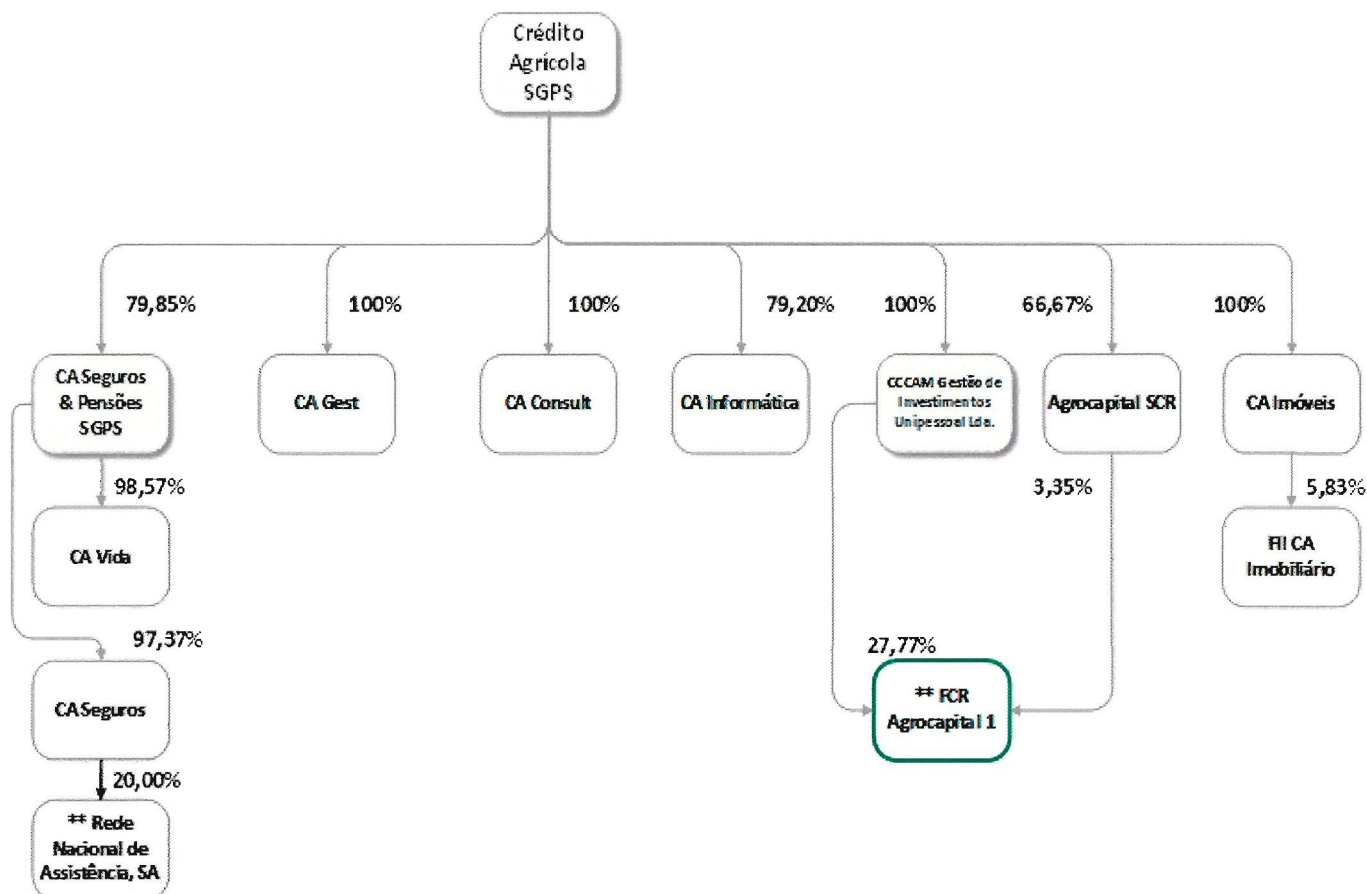 Crédito
Agrícola
SGPS
79,85%
100%
100%
79,20%
100%
66,67%
100%
CA Seguros
& Pensões
SGPS
CA Gest
CA Consult
CA Informática
CCCAM Gestão de
Investimentos
Unipessoal Lda.
Agrocapital SCR
CA Imóveis
98,57%
3,35%
5,83%
CA Vida
FII CA
Imobiliário
97,37%
27,77%
CA Seguros
** FCR
Agrocapital 1
20,00%
** Rede
Nacional de
Assistência, SA